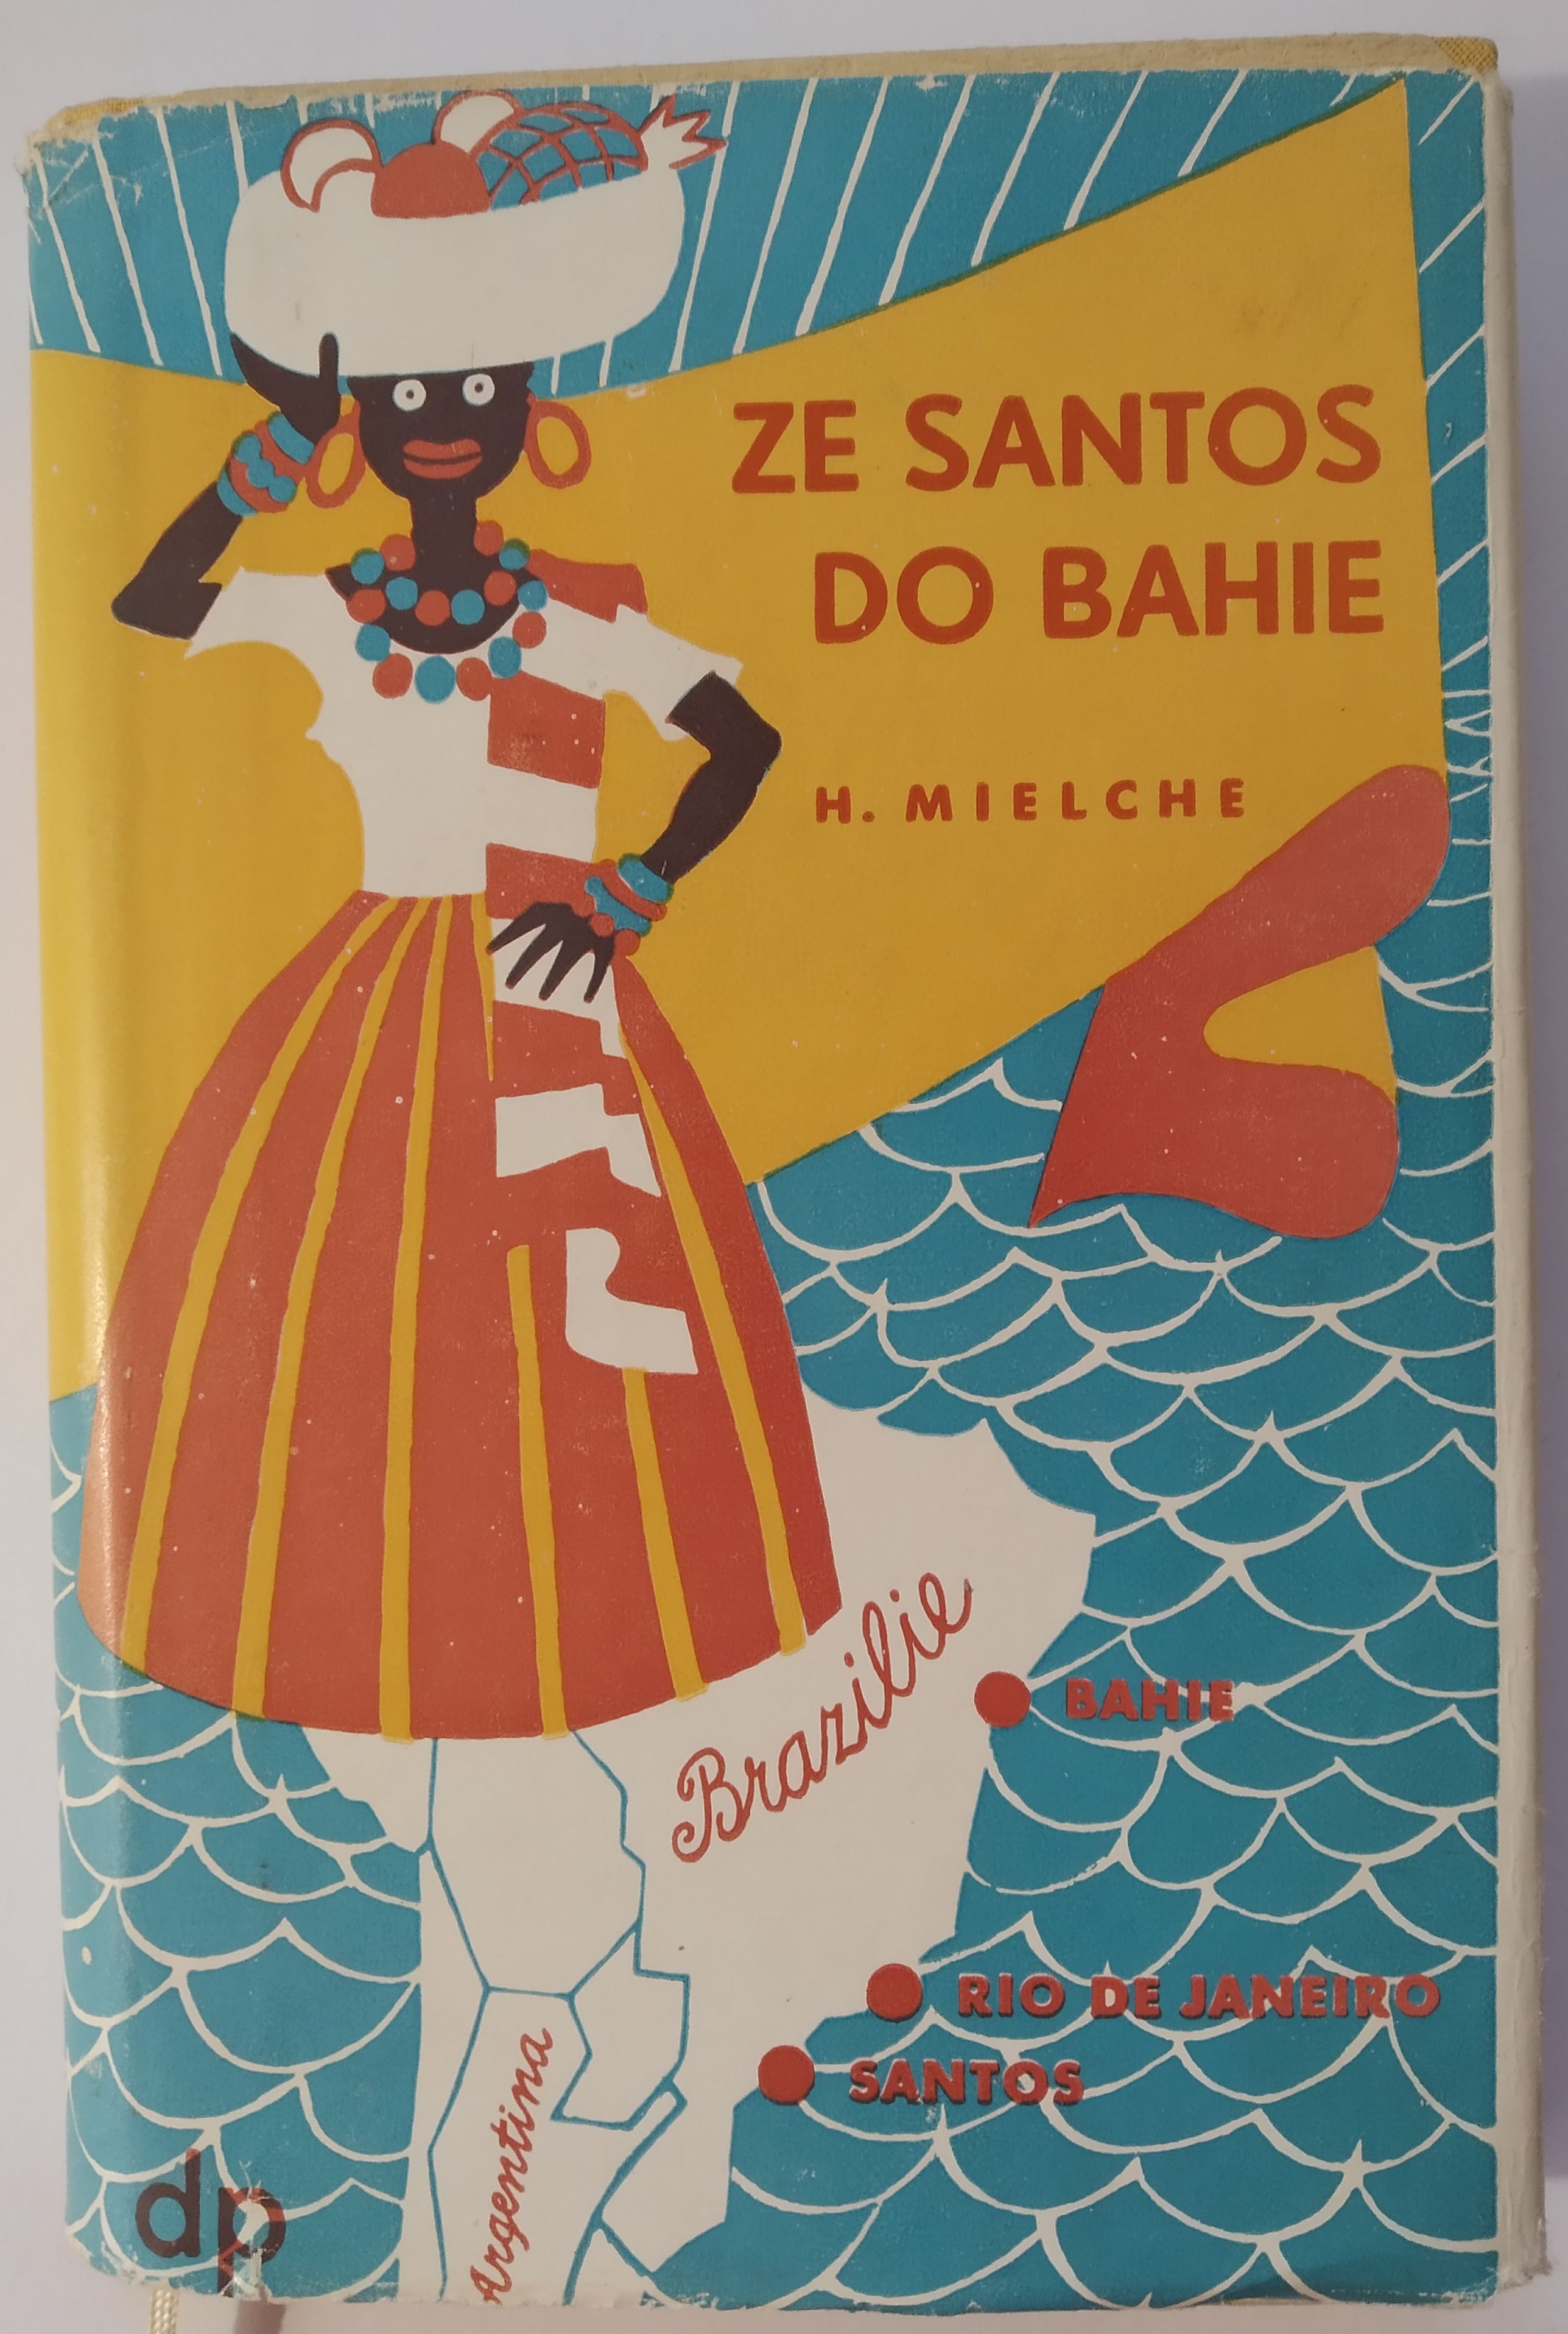 ZE SANTOS
DO BAHIE
H. MIELCHE
Brazilie
BAHIE
RIO DE JANEIRO
SANTOS
Argentina
dp